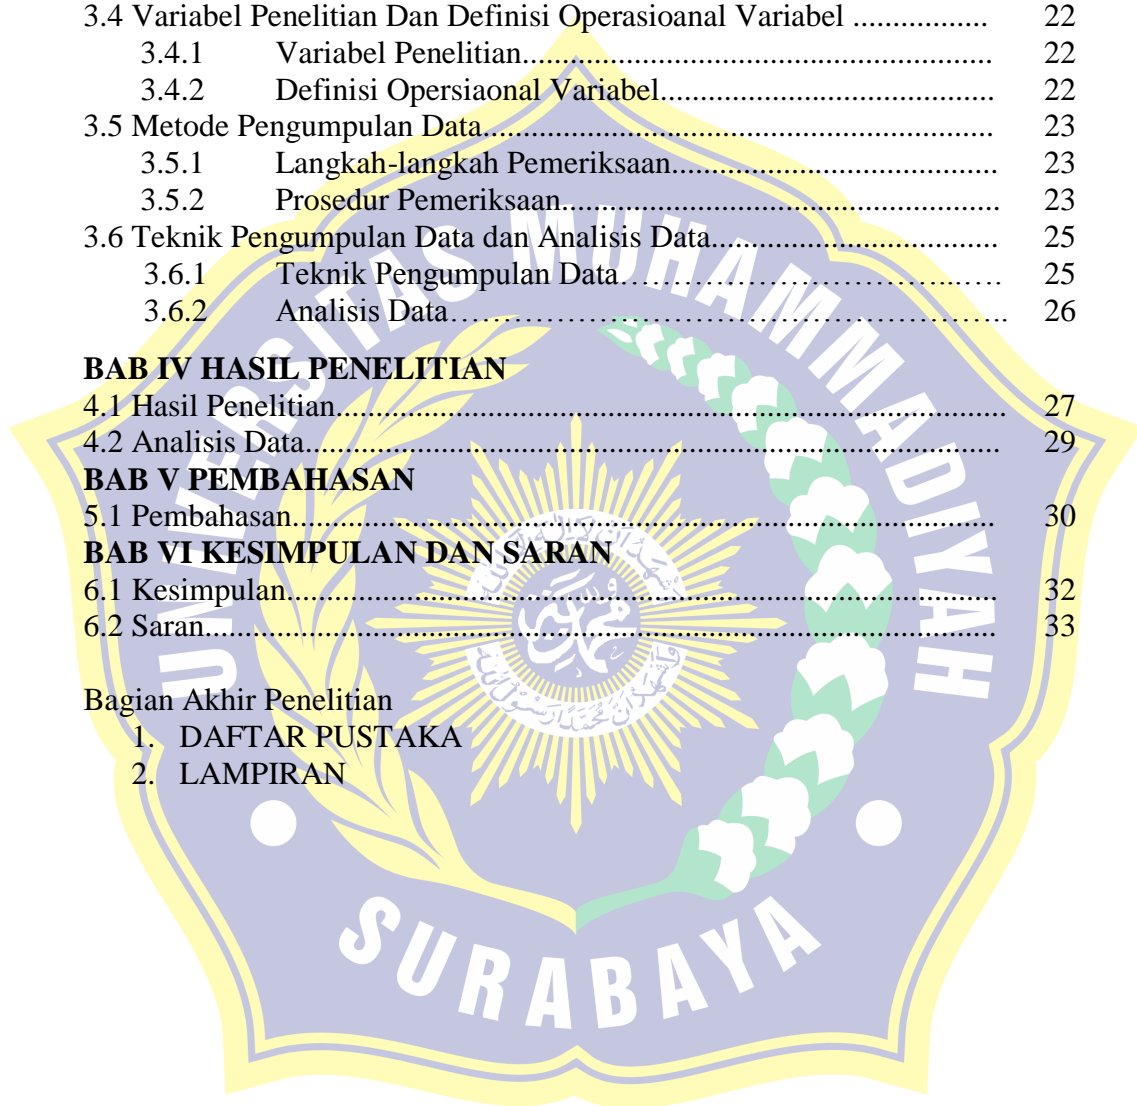 3.4 Variabel Penelitian Dan Definisi Operasioanal Variabel ................. 22
3.4.1 Variabel Penelitian........................................................... 22
3.4.2 Definisi Opersiaonal Variabel.......................................... 22
3.5 Metode Pengumpulan Data................................................................ 23
3.5.1 Langkah-langkah Pemeriksaan......................................... 23
3.5.2 Prosedur Pemeriksaan....................................................... 23
3.6 Teknik Pengumpulan Data dan Analisis Data.................................... 25
3.6.1 Teknik Pengumpulan Data…………………………...…. 25
3.6.2 Analisis Data…………………………………………….. 26
BAB IV HASIL PENELITIAN
4.1 Hasil Penelitian.................................................................................... 27
4.2 Analisis Data....................................................................................... 29
BAB V PEMBAHASAN
5.1 Pembahasan........................................................................................ 30
BAB VI KESIMPULAN DAN SARAN
6.1 Kesimpulan......................................................................................... 32
6.2 Saran................................................................................................... 33
Bagian Akhir Penelitian
1. DAFTAR PUSTAKA
2. LAMPIRAN
UNIVERSITAS MUHAMMADIYAH
SURABAYA
محمد